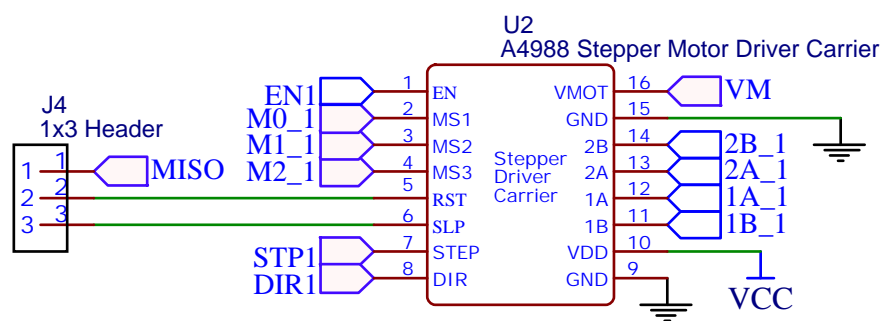 U2
A4988 Stepper Motor Driver Carrier
J4
1x3 Header
1 1 MISO
2 2
3 3
EN1 1 EN
M0_1 2 MS1
M1_1 3 MS2
M2_1 4 MS3
5 RST
6 SLP
STP1 7 STEP
DIR1 8 DIR
Stepper
Driver
Carrier
VMOT 16 VM
GND 15
2B 14 2B_1
2A 13 2A_1
1A 12 1A_1
1B 11 1B_1
VDD 10
GND 9
VCC